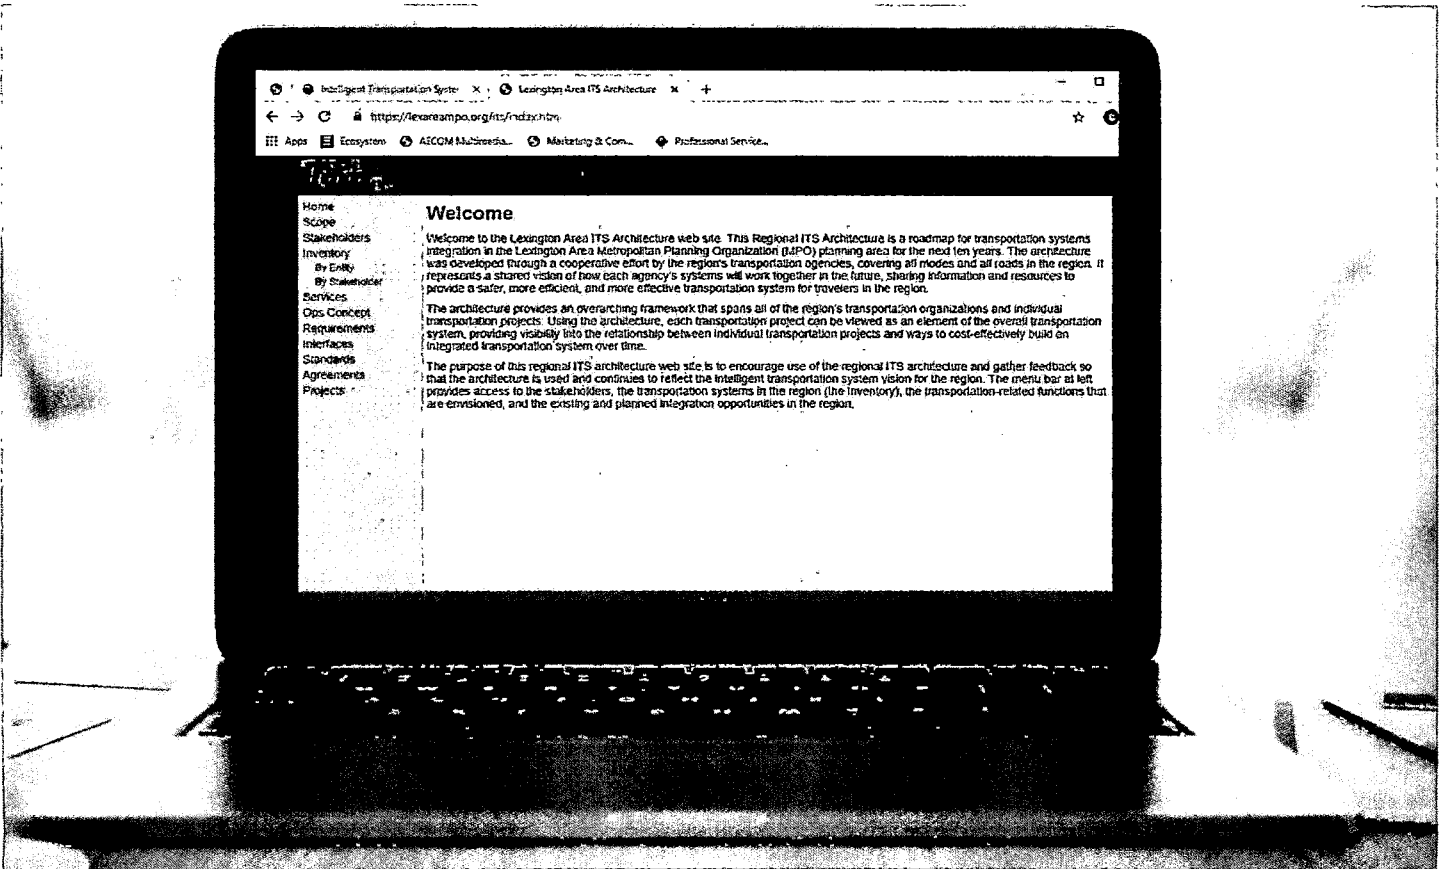 Intelligent Transportation System
Lexington Area ITS Architecture
https://lexareampo.org/its/index.htm
Apps
Ecosystem
AECOM Multimedia...
Marketing & Com...
Professional Service...
Home
Scope
Stakeholders
Inventory
By Entity
By Stakeholder
Services
Ops Concept
Requirements
Interfaces
Standards
Agreements
Projects
Welcome
Welcome to the Lexington Area ITS Architecture web site. This Regional ITS Architecture is a roadmap for transportation systems
integration in the Lexington Area Metropolitan Planning Organization (MPO) planning area for the next ten years. The architecture
was developed through a cooperative effort by the region's transportation agencies, covering all modes and all roads in the region. It
represents a shared vision of how each agency's systems will work together in the future, sharing information and resources to
provide a safer, more efficient, and more effective transportation system for travelers in the region.
The architecture provides an overarching framework that spans all of the region's transportation organizations and individual
transportation projects. Using the architecture, each transportation project can be viewed as an element of the overall transportation
system, providing visibility into the relationship between individual transportation projects and ways to cost-effectively build an
integrated transportation system over time.
The purpose of this regional ITS architecture web site is to encourage use of the regional ITS architecture and gather feedback so
that the architecture is used and continues to reflect the intelligent transportation system vision for the region. The menu bar at left
provides access to the stakeholders, the transportation systems in the region (the Inventory), the transportation-related functions that
are envisioned, and the existing and planned integration opportunities in the region.